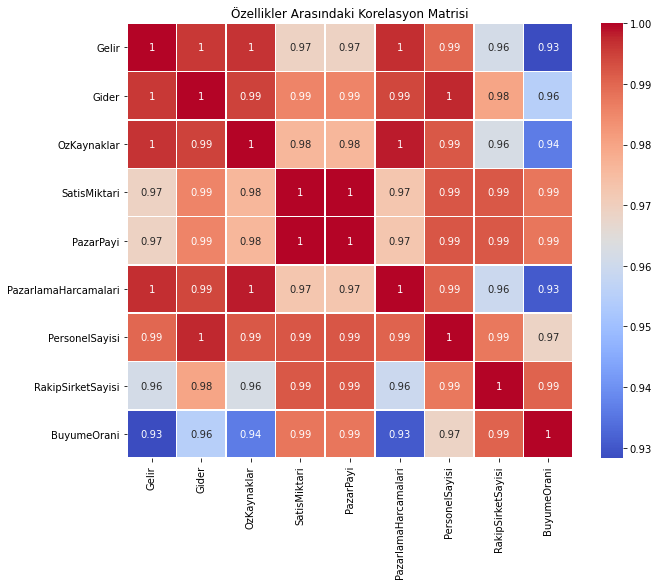 Özellikler Arasındaki Korelasyon Matrisi
Gelir 1 1 1 0.97 0.97 1 0.99 0.96 0.93
Gider 1 1 0.99 0.99 0.99 0.99 1 0.98 0.96
OzKaynaklar 1 0.99 1 0.98 0.98 1 0.99 0.96 0.94
SatisMiktari 0.97 0.99 0.98 1 1 0.97 0.99 0.99 0.99
PazarPayi 0.97 0.99 0.98 1 1 0.97 0.99 0.99 0.99
PazarlamaHarcamalari 1 0.99 1 0.97 0.97 1 0.99 0.96 0.93
PersonelSayisi 0.99 1 0.99 0.99 0.99 0.99 1 0.99 0.97
RakipSirketSayisi 0.96 0.98 0.96 0.99 0.99 0.96 0.99 1 0.99
BuyumeOrani 0.93 0.96 0.94 0.99 0.99 0.93 0.97 0.99 1
Gelir
Gider
OzKaynaklar
SatisMiktari
PazarPayi
PazarlamaHarcamalari
PersonelSayisi
RakipSirketSayisi
BuyumeOrani
1.00
0.99
0.98
0.97
0.96
0.95
0.94
0.93